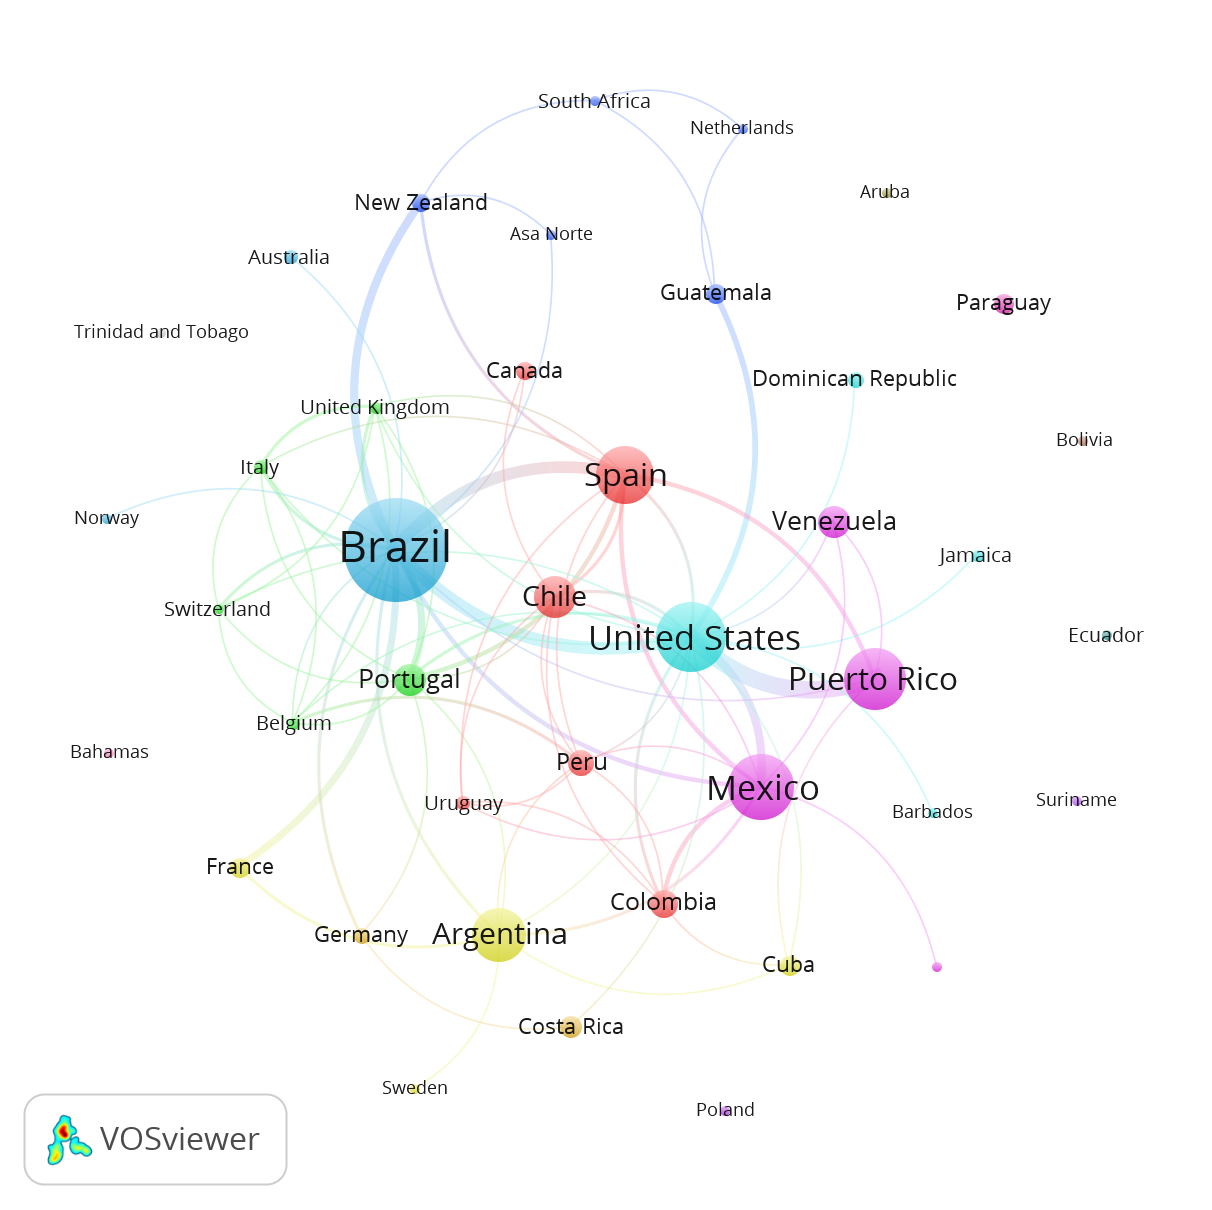 South Africa
Netherlands
Aruba
New Zealand
Asa Norte
Australia
Guatemala
Paraguay
Trinidad and Tobago
Canada
Dominican Republic
United Kingdom
Bolivia
Italy
Spain
Norway
Venezuela
Brazil
Jamaica
Chile
Switzerland
United States
Ecuador
Portugal
Puerto Rico
Belgium
Bahamas
Peru
Mexico
Uruguay
Barbados
Suriname
France
Colombia
Germany
Argentina
Cuba
Costa Rica
Sweden
Poland
VOSviewer